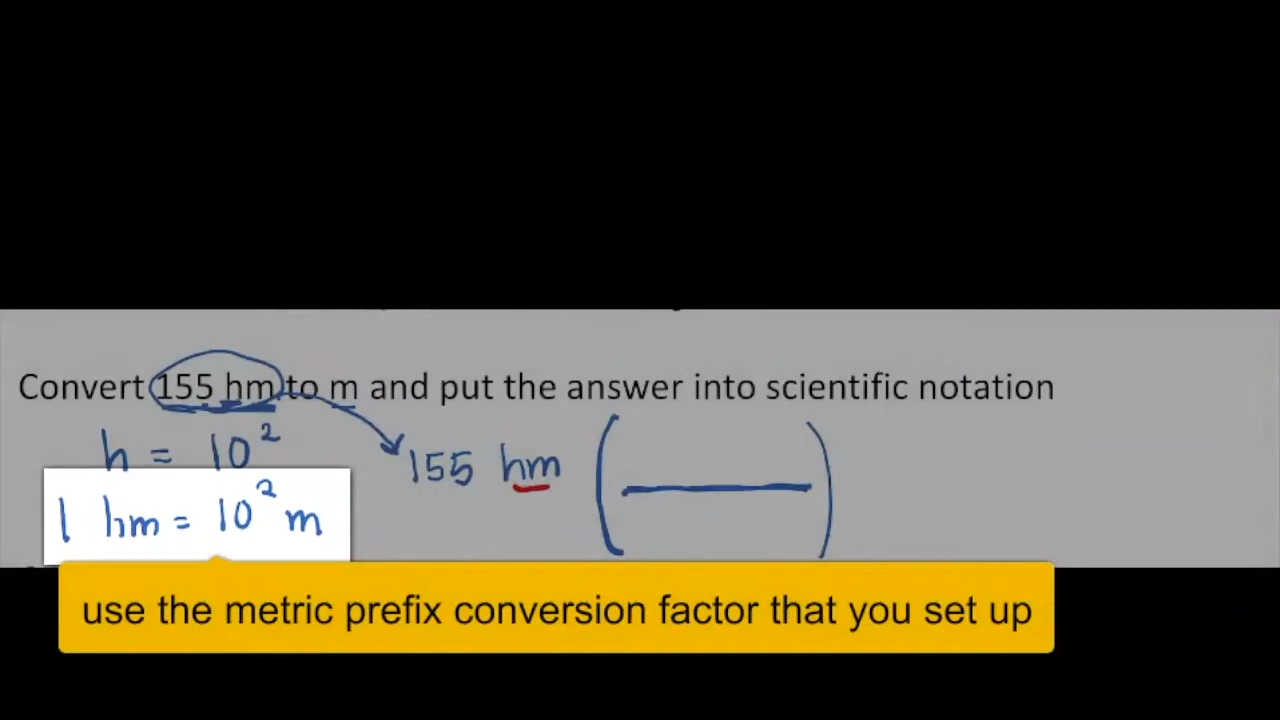 Convert 155 hm to m and put the answer into scientific notation
h = 10²
155 hm
1 hm = 10² m
use the metric prefix conversion factor that you set up